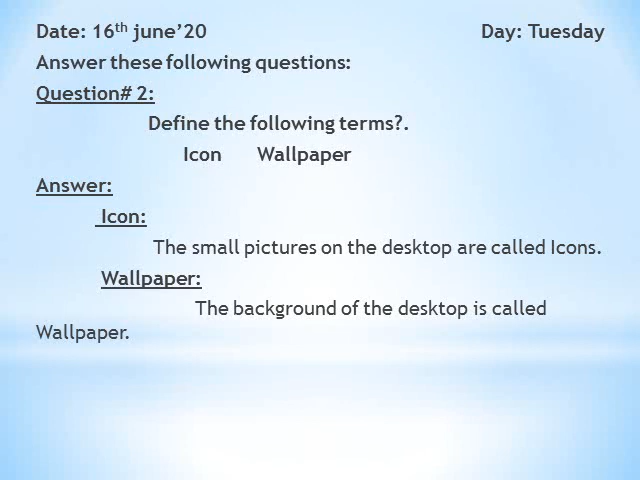 Date: 16th june’20 Day: Tuesday
Answer these following questions:
Question# 2:
Define the following terms?.
Icon Wallpaper
Answer:
Icon:
The small pictures on the desktop are called Icons.
Wallpaper:
The background of the desktop is called
Wallpaper.